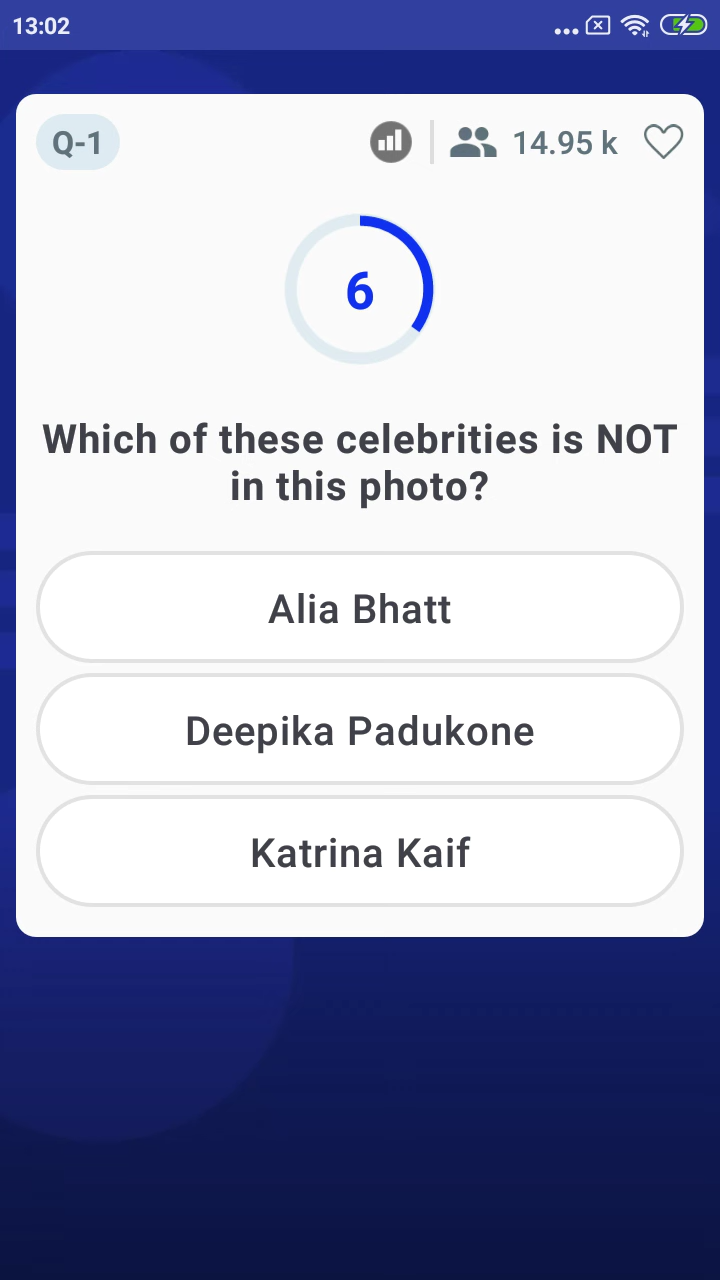 13:02
Q-1
14.95 k
6
Which of these celebrities is NOT
in this photo?
Alia Bhatt
Deepika Padukone
Katrina Kaif